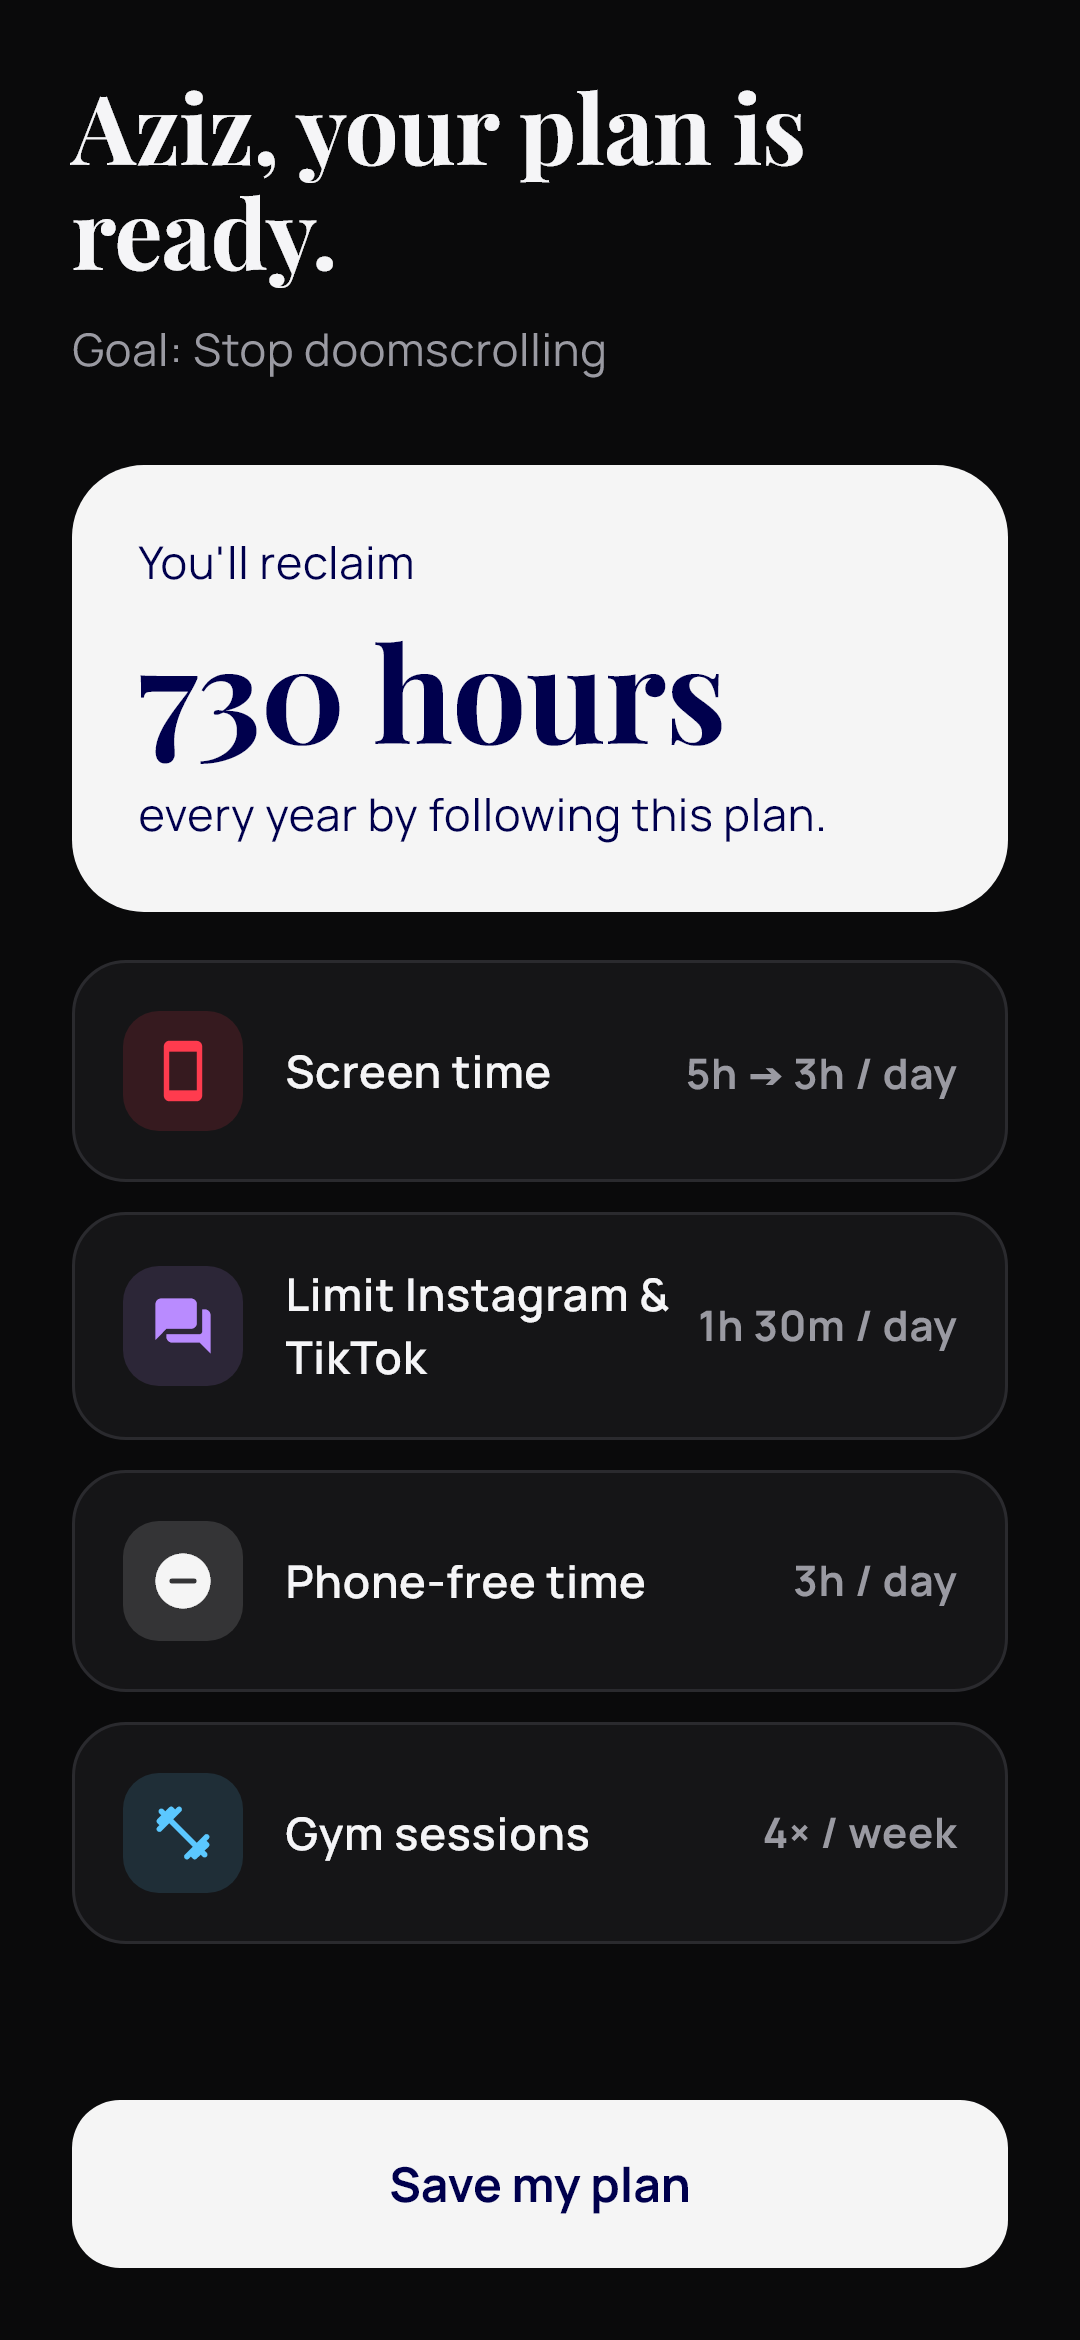 Aziz, your plan is
ready.
Goal: Stop doomscrolling
You'll reclaim
730 hours
every year by following this plan.
Screen time
5h → 3h / day
Limit Instagram &
TikTok
1h 30m / day
Phone-free time
3h / day
Gym sessions
4× / week
Save my plan